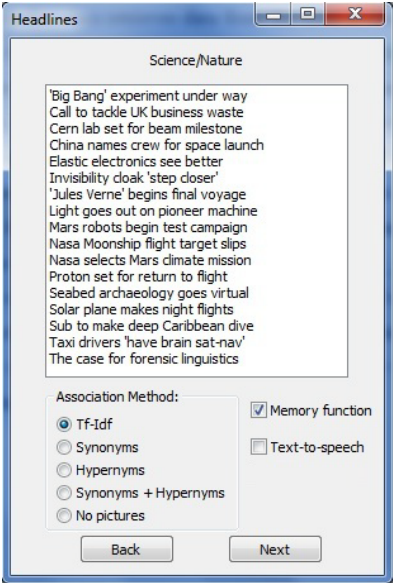 Headlines
Science/Nature
'Big Bang' experiment under way
Call to tackle UK business waste
Cern lab set for beam milestone
China names crew for space launch
Elastic electronics see better
Invisibility cloak 'step closer'
'Jules Verne' begins final voyage
Light goes out on pioneer machine
Mars robots begin test campaign
Nasa Moonship flight target slips
Nasa selects Mars climate mission
Proton set for return to flight
Seabed archaeology goes virtual
Solar plane makes night flights
Sub to make deep Caribbean dive
Taxi drivers 'have brain sat-nav'
The case for forensic linguistics
Association Method:
Tf-Idf
Synonyms
Hypernyms
Synonyms + Hypernyms
No pictures
Memory function
Text-to-speech
Back
Next